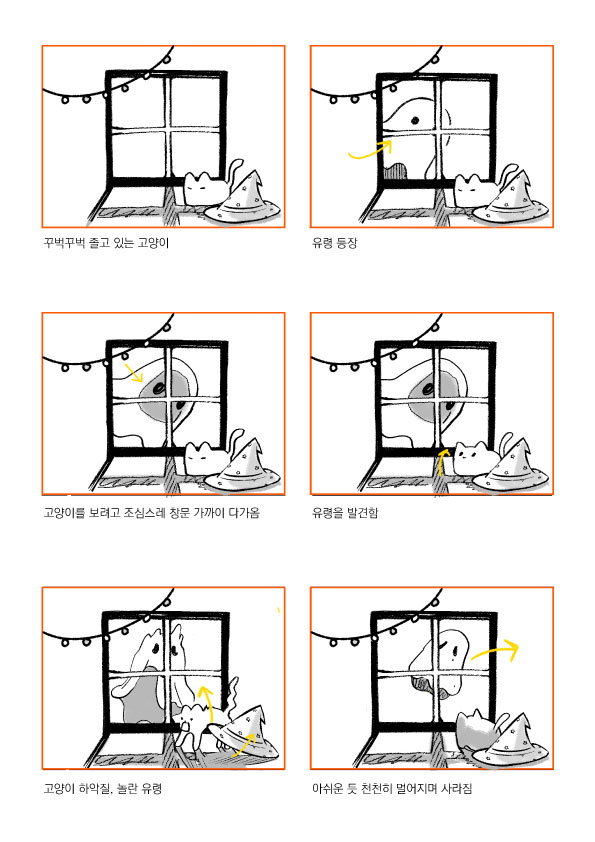 꾸벅꾸벅 졸고 있는 고양이
유령 등장
고양이를 보려고 조심스레 창문 가까이 다가옴
유령을 발견함
고양이 하악질, 놀란 유령
아쉬운 듯 천천히 멀어지며 사라짐